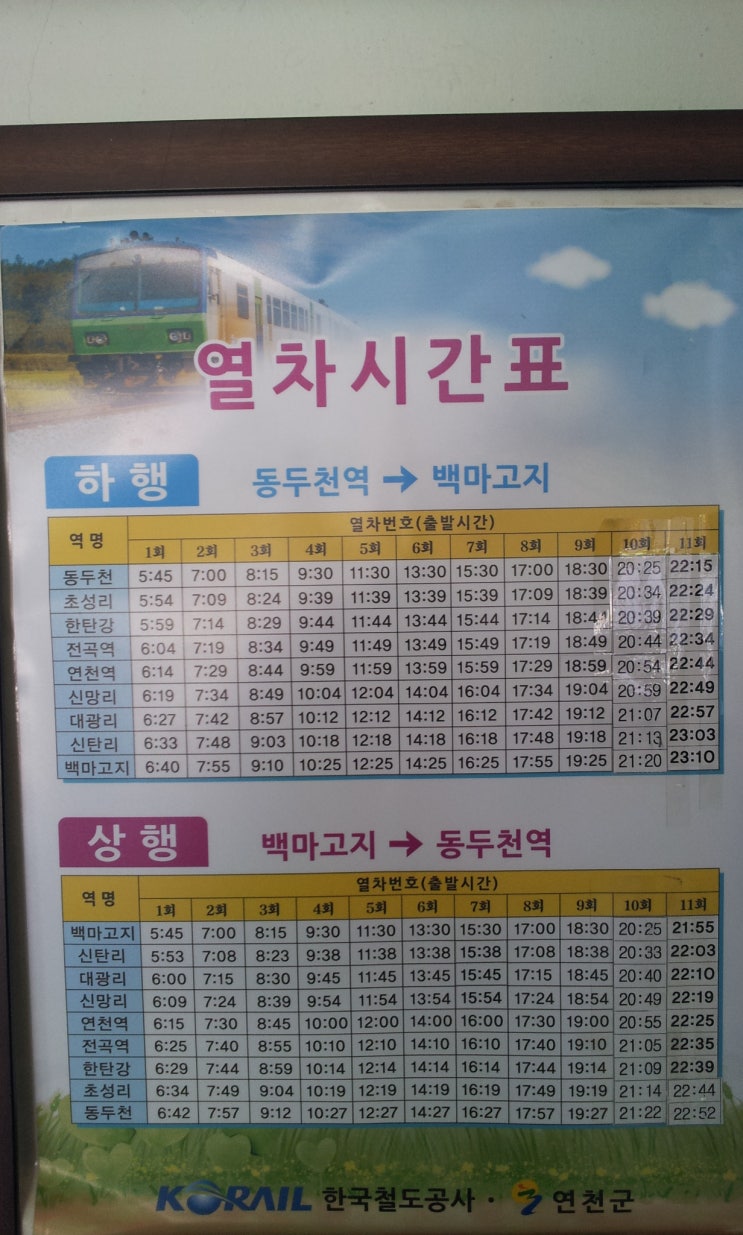 열차시간표
하행 동두천역 → 백마고지
역명 열차번호(출발시간)
1회 2회 3회 4회 5회 6회 7회 8회 9회 10회 11회
동두천 5:45 7:00 8:15 9:30 11:30 13:30 15:30 17:00 18:30 20:25 22:15
초성리 5:54 7:09 8:24 9:39 11:39 13:39 15:39 17:09 18:39 20:34 22:24
한탄강 5:59 7:14 8:29 9:44 11:44 13:44 15:44 17:14 18:44 20:39 22:29
전곡역 6:04 7:19 8:34 9:49 11:49 13:49 15:49 17:19 18:49 20:44 22:34
연천역 6:14 7:29 8:44 9:59 11:59 13:59 15:59 17:29 18:59 20:54 22:44
신망리 6:19 7:34 8:49 10:04 12:04 14:04 16:04 17:34 19:04 20:59 22:49
대광리 6:27 7:42 8:57 10:12 12:12 14:12 16:12 17:42 19:12 21:07 22:57
신탄리 6:33 7:48 9:03 10:18 12:18 14:18 16:18 17:48 19:18 21:13 23:03
백마고지 6:40 7:55 9:10 10:25 12:25 14:25 16:25 17:55 19:25 21:20 23:10
상행 백마고지 → 동두천역
역명 열차번호(출발시간)
1회 2회 3회 4회 5회 6회 7회 8회 9회 10회 11회
백마고지 5:45 7:00 8:15 9:30 11:30 13:30 15:30 17:00 18:30 20:25 21:55
신탄리 5:53 7:08 8:23 9:38 11:38 13:38 15:38 17:08 18:38 20:33 22:03
대광리 6:00 7:15 8:30 9:45 11:45 13:45 15:45 17:15 18:45 20:40 22:10
신망리 6:09 7:24 8:39 9:54 11:54 13:54 15:54 17:24 18:54 20:49 22:19
연천역 6:15 7:30 8:45 10:00 12:00 14:00 16:00 17:30 19:00 20:55 22:25
전곡역 6:25 7:40 8:55 10:10 12:10 14:10 16:10 17:40 19:10 21:05 22:35
한탄강 6:29 7:44 8:59 10:14 12:14 14:14 16:14 17:44 19:14 21:09 22:39
초성리 6:34 7:49 9:04 10:19 12:19 14:19 16:19 17:49 19:19 21:14 22:44
동두천 6:42 7:57 9:12 10:27 12:27 14:27 16:27 17:57 19:27 21:22 22:52
KORAIL 한국철도공사 · 연천군